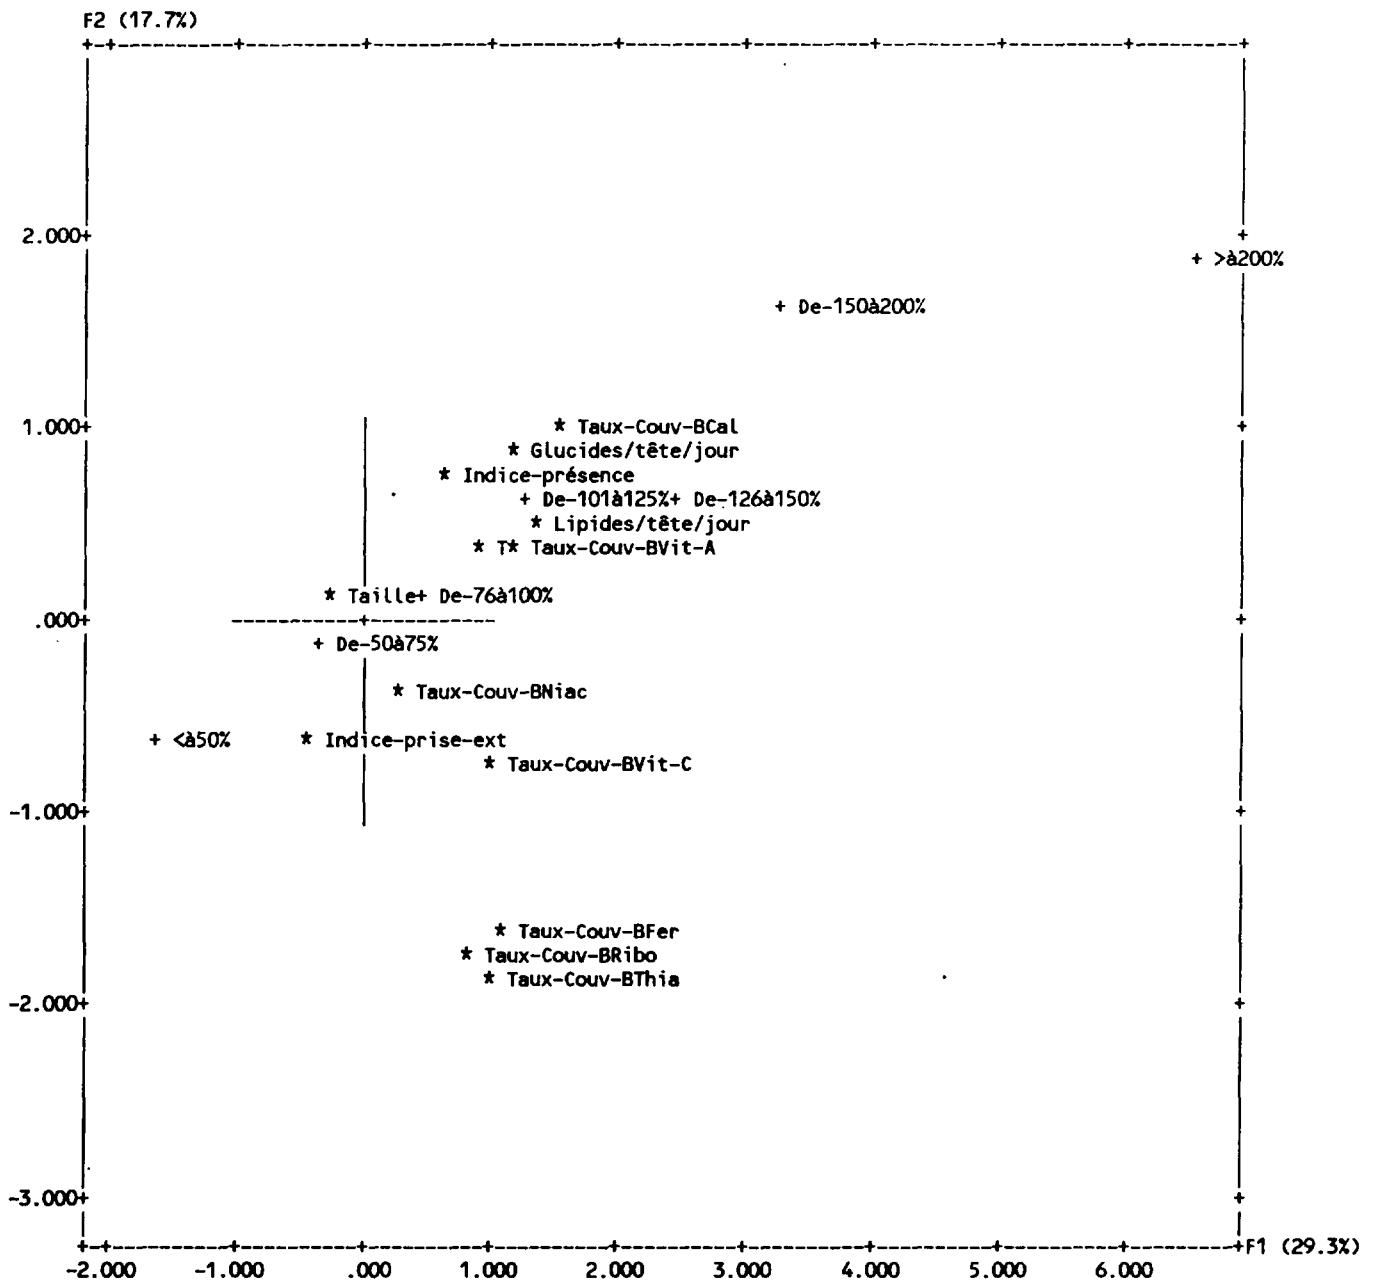 F2 (17.7%)
2.000+
+ >à200%
+ De-150à200%
1.000+
* Taux-Couv-BCal
* Glucides/tête/jour
* Indice-présence
+ De-101à125%+ De-126à150%
* Lipides/tête/jour
* T* Taux-Couv-BVit-A
* Taille+ De-76à100%
.000+
+ De-50à75%
* Taux-Couv-BNiac
+ <à50% * Indice-prise-ext
* Taux-Couv-BVit-C
-1.000+
* Taux-Couv-BFer
* Taux-Couv-BRibo
* Taux-Couv-BThia
-2.000+
-3.000+
F1 (29.3%)
-2.000 -1.000 .000 1.000 2.000 3.000 4.000 5.000 6.000